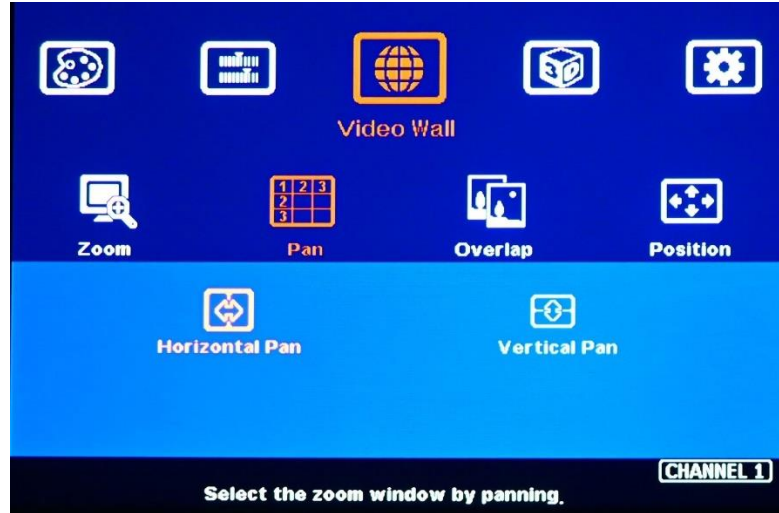 3D
Video Wall
1 2 3
2
3
Zoom
Pan
Overlap
Position
Horizontal Pan
Vertical Pan
CHANNEL 1
Select the zoom window by panning.